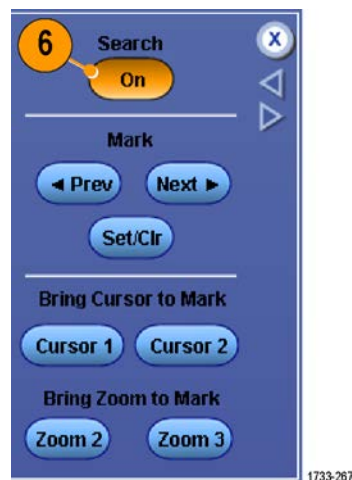 6
Search
X
On
Mark
◄ Prev Next ►
Set/Clr
Bring Cursor to Mark
Cursor 1 Cursor 2
Bring Zoom to Mark
Zoom 2 Zoom 3
1733-267